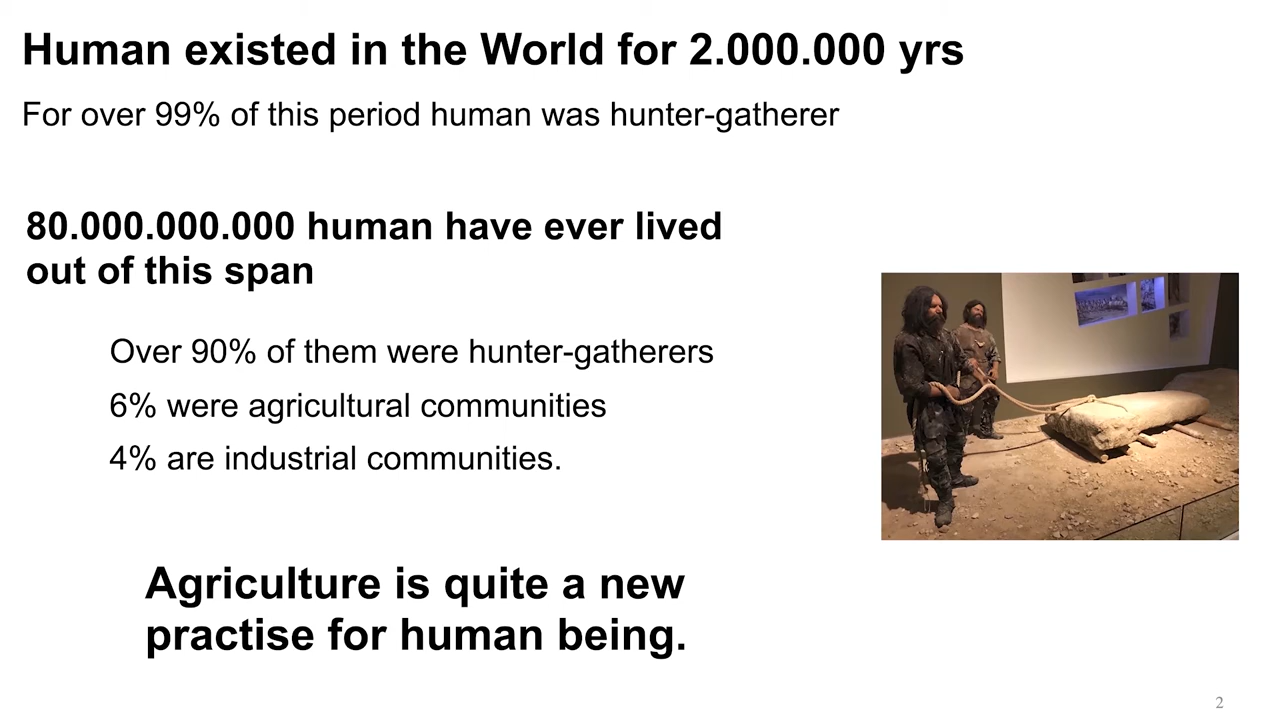 Human existed in the World for 2.000.000 yrs
For over 99% of this period human was hunter-gatherer
80.000.000.000 human have ever lived
out of this span
Over 90% of them were hunter-gatherers
6% were agricultural communities
4% are industrial communities.
Agriculture is quite a new
practise for human being.
2